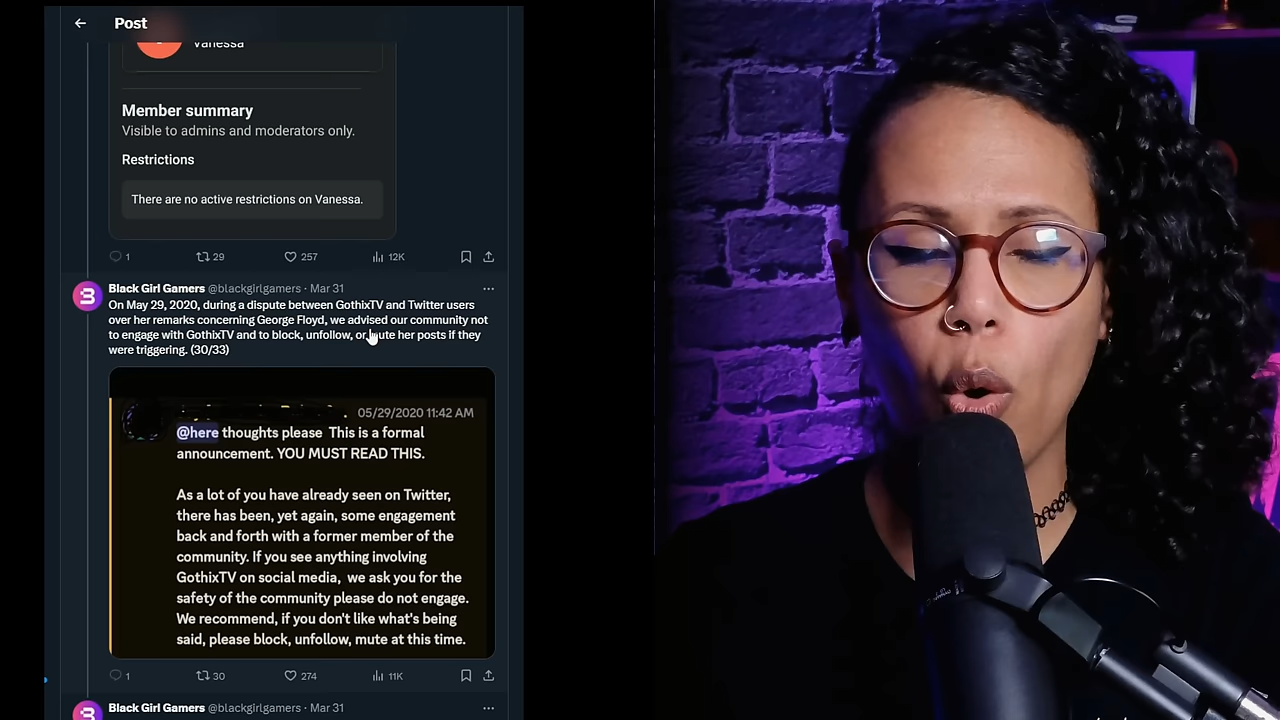 Post
Vanessa
Member summary
Visible to admins and moderators only.
Restrictions
There are no active restrictions on Vanessa.
1 29 257 12K
Black Girl Gamers @blackgirlgamers · Mar 31
On May 29, 2020, during a dispute between GothixTV and Twitter users
over her remarks concerning George Floyd, we advised our community not
to engage with GothixTV and to block, unfollow, or mute her posts if they
were triggering. (30/33)
05/29/2020 11:42 AM
@here thoughts please This is a formal
announcement. YOU MUST READ THIS.
As a lot of you have already seen on Twitter,
there has been, yet again, some engagement
back and forth with a former member of the
community. If you see anything involving
GothixTV on social media, we ask you for the
safety of the community please do not engage.
We recommend, if you don't like what's being
said, please block, unfollow, mute at this time.
1 30 274 11K
Black Girl Gamers @blackgirlgamers · Mar 31